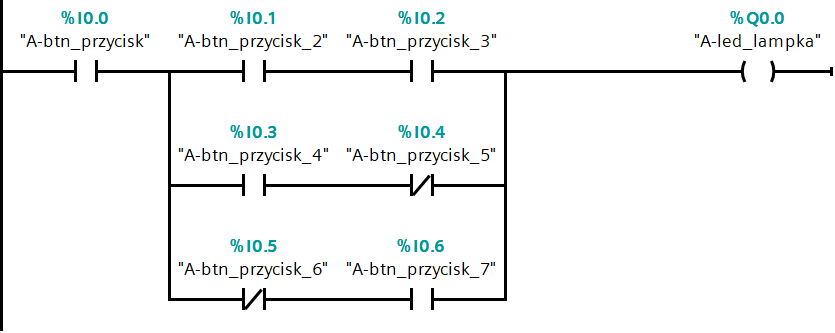 %I0.0 %I0.1 %I0.2 %Q0.0
"A-btn_przycisk" "A-btn_przycisk_2" "A-btn_przycisk_3" "A-led_lampka"
%I0.3 %I0.4
"A-btn_przycisk_4" "A-btn_przycisk_5"
%I0.5 %I0.6
"A-btn_przycisk_6" "A-btn_przycisk_7"